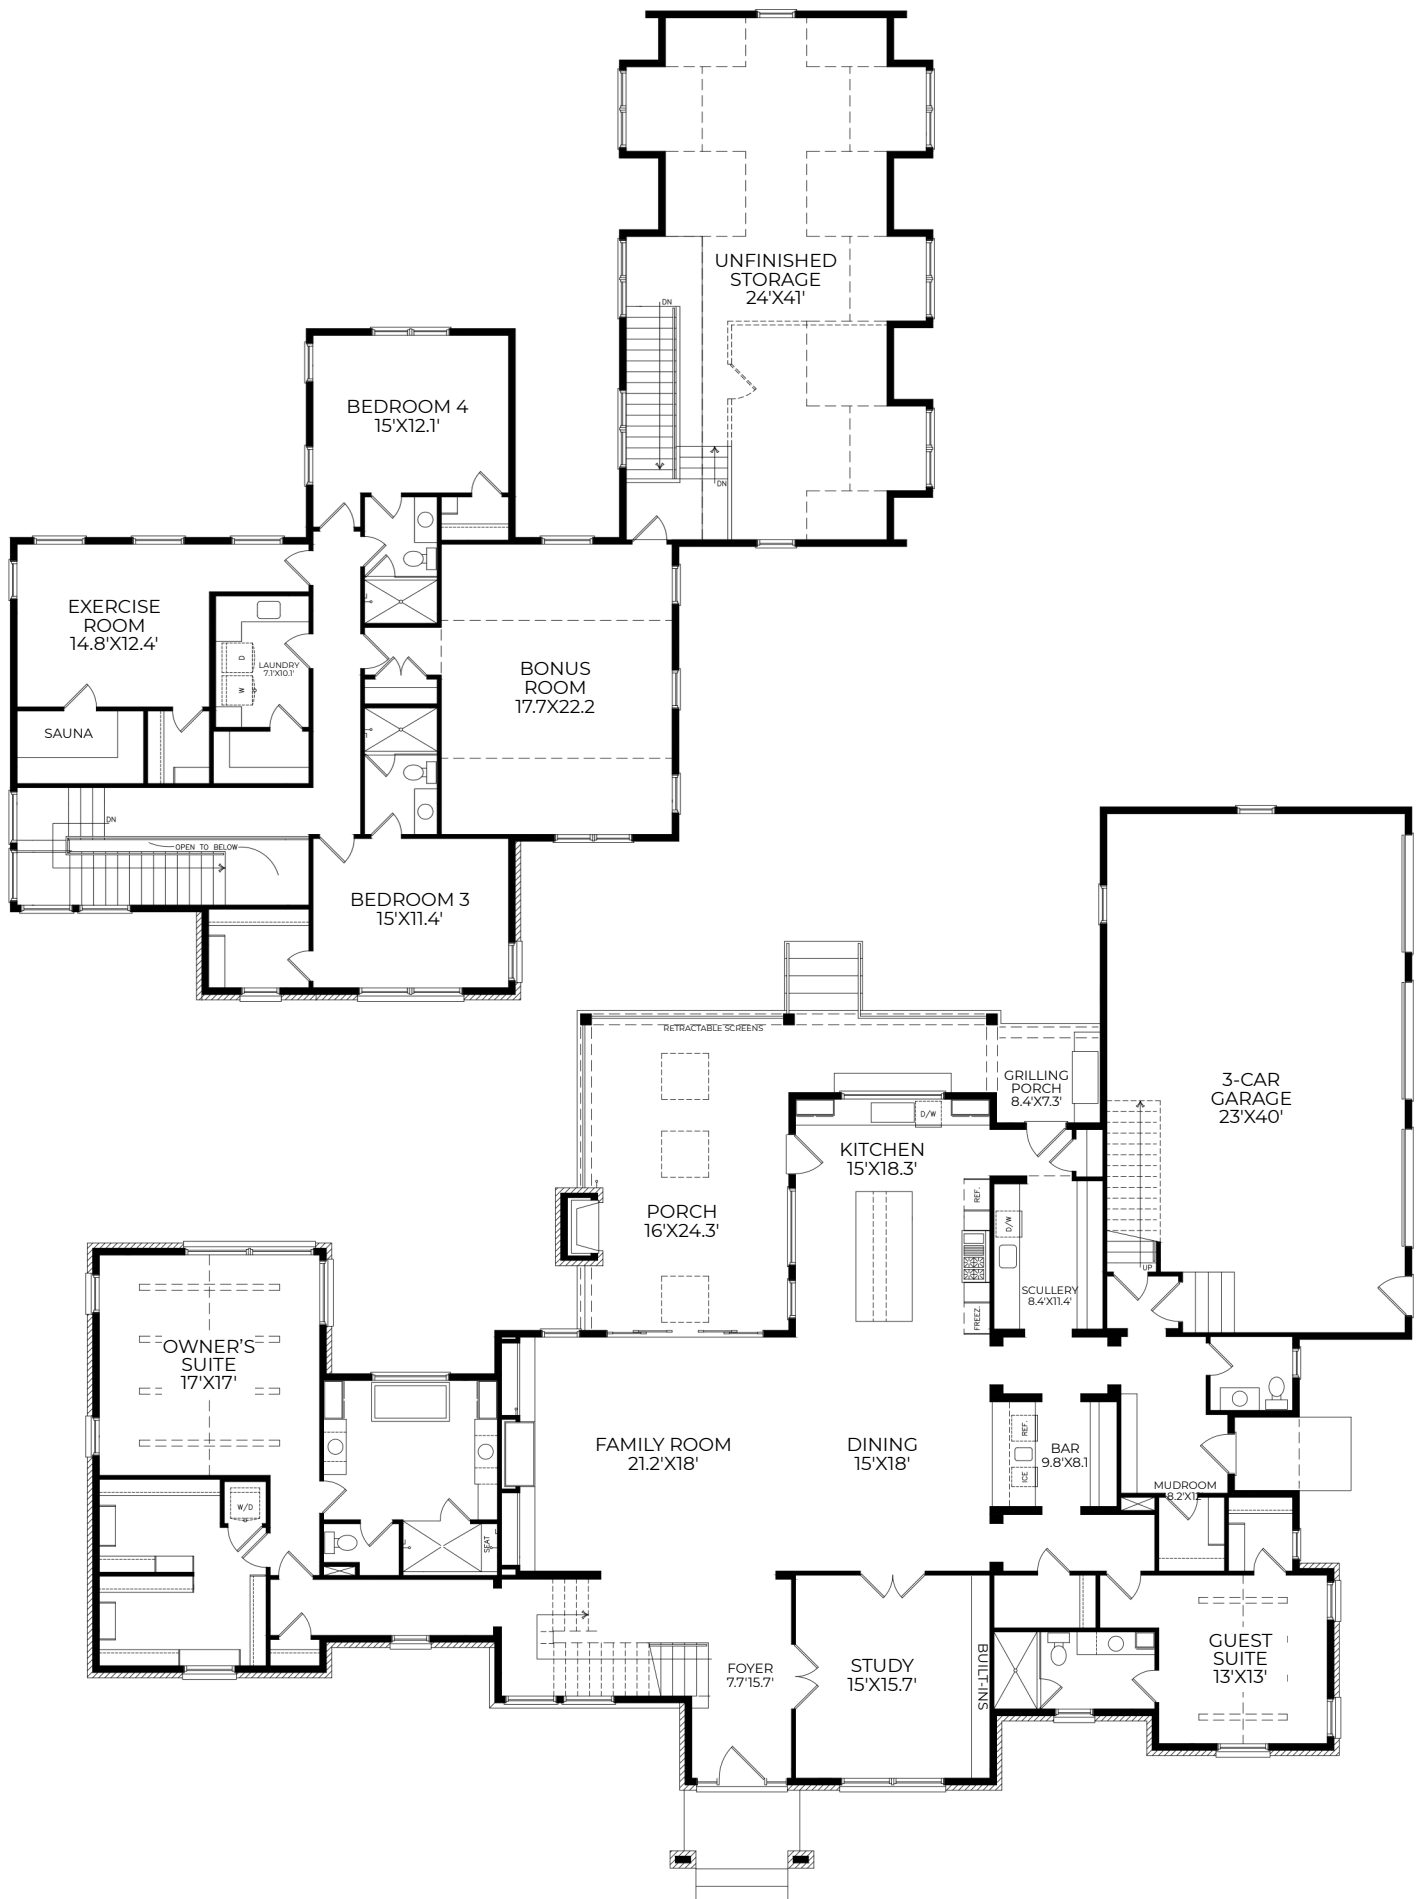 UNFINISHED
STORAGE
24'X41'
DN
DN
BEDROOM 4
15'X12.1'
EXERCISE
ROOM
14.8'X12.4'
D
W
LAUNDRY
7.1'X10.1'
BONUS
ROOM
17.7X22.2
SAUNA
DN
OPEN TO BELOW
BEDROOM 3
15'X11.4'
RETRACTABLE SCREENS
GRILLING
PORCH
8.4'X7.3'
3-CAR
GARAGE
23'X40'
D/W
KITCHEN
15'X18.3'
REF.
PORCH
16'X24.3'
D/W
UP
SCULLERY
8.4'X11.4'
FREEZ.
OWNER'S
SUITE
17'X17'
FAMILY ROOM
21.2'X18'
DINING
15'X18'
REF.
ICE
BAR
9.8'X8.1
MUDROOM
8.2'X12'
W/D
SEAT
FOYER
7.7'15.7'
STUDY
15'X15.7'
BUILT-INS
GUEST
SUITE
13'X13'